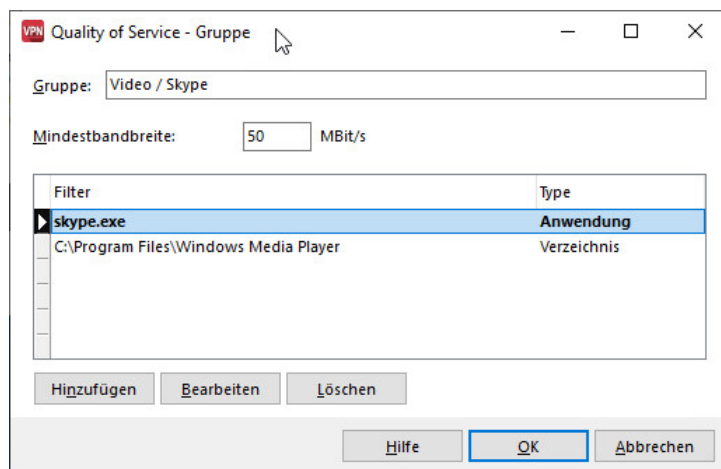 VPN Quality of Service - Gruppe
Gruppe: Video / Skype
Mindestbandbreite: 50 MBit/s
Filter Type
skype.exe Anwendung
C:\Program Files\Windows Media Player Verzeichnis
Hinzufügen Bearbeiten Löschen
Hilfe OK Abbrechen